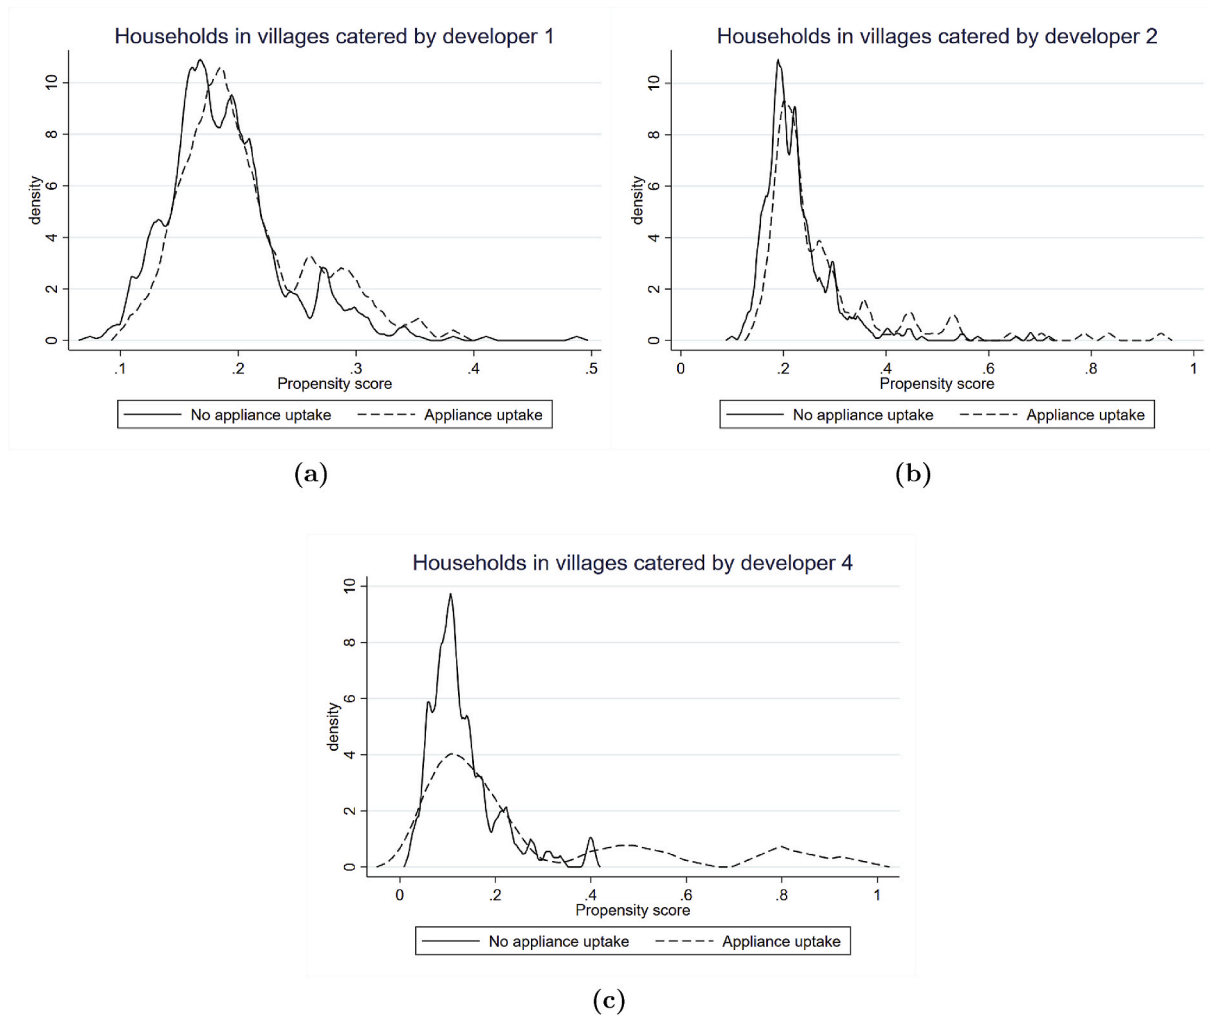 Households in villages catered by developer 1
density
10
8
6
4
2
0
.1 .2 .3 .4 .5
Propensity score
No appliance uptake Appliance uptake
(a)
Households in villages catered by developer 2
density
10
8
6
4
2
0
0 .2 .4 .6 .8 1
Propensity score
No appliance uptake Appliance uptake
(b)
Households in villages catered by developer 4
density
10
8
6
4
2
0
0 .2 .4 .6 .8 1
Propensity score
No appliance uptake Appliance uptake
(c)